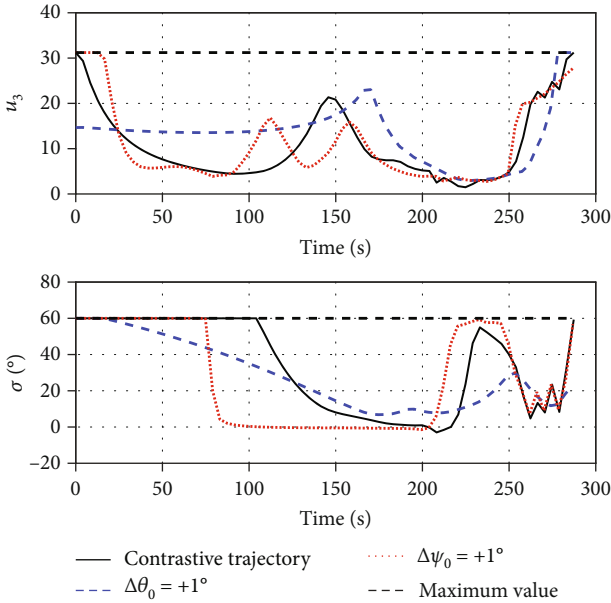 40
30
20
10
0
u₃
0 50 100 150 200 250 300
Time (s)
80
60
40
20
0
−20
σ (°)
0 50 100 150 200 250 300
Time (s)
Contrastive trajectory
Δθ₀ = +1°
Δψ₀ = +1°
Maximum value